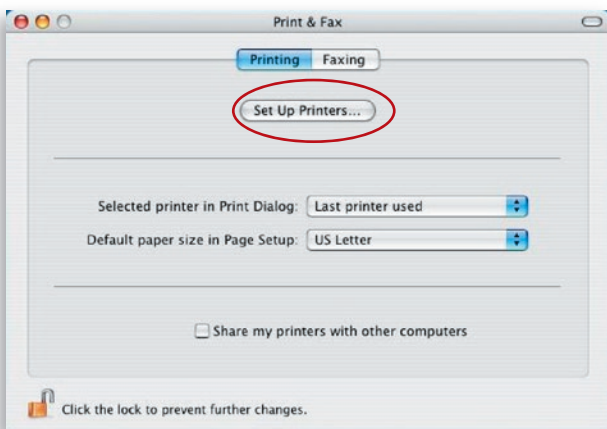 Print & Fax
Printing Faxing
Set Up Printers...
Selected printer in Print Dialog: Last printer used
Default paper size in Page Setup: US Letter
Share my printers with other computers
Click the lock to prevent further changes.